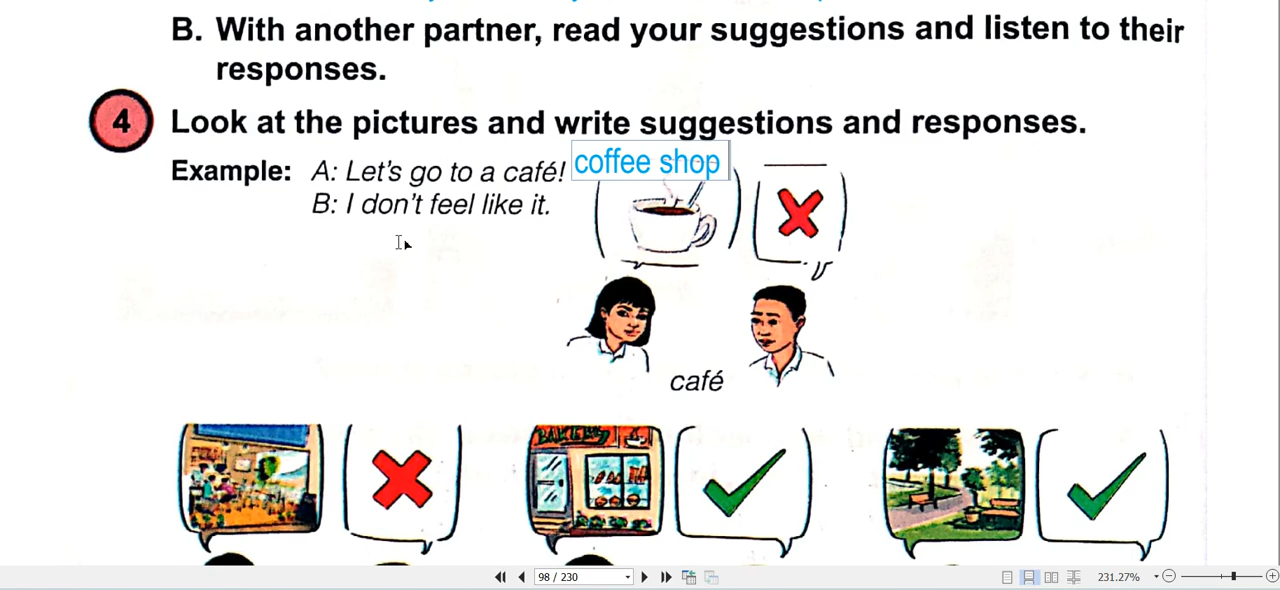 B. With another partner, read your suggestions and listen to their
responses.
4 Look at the pictures and write suggestions and responses.
Example: A: Let's go to a café!
coffee shop
B: I don't feel like it.
café
BAKERY
98 / 230
231.27%